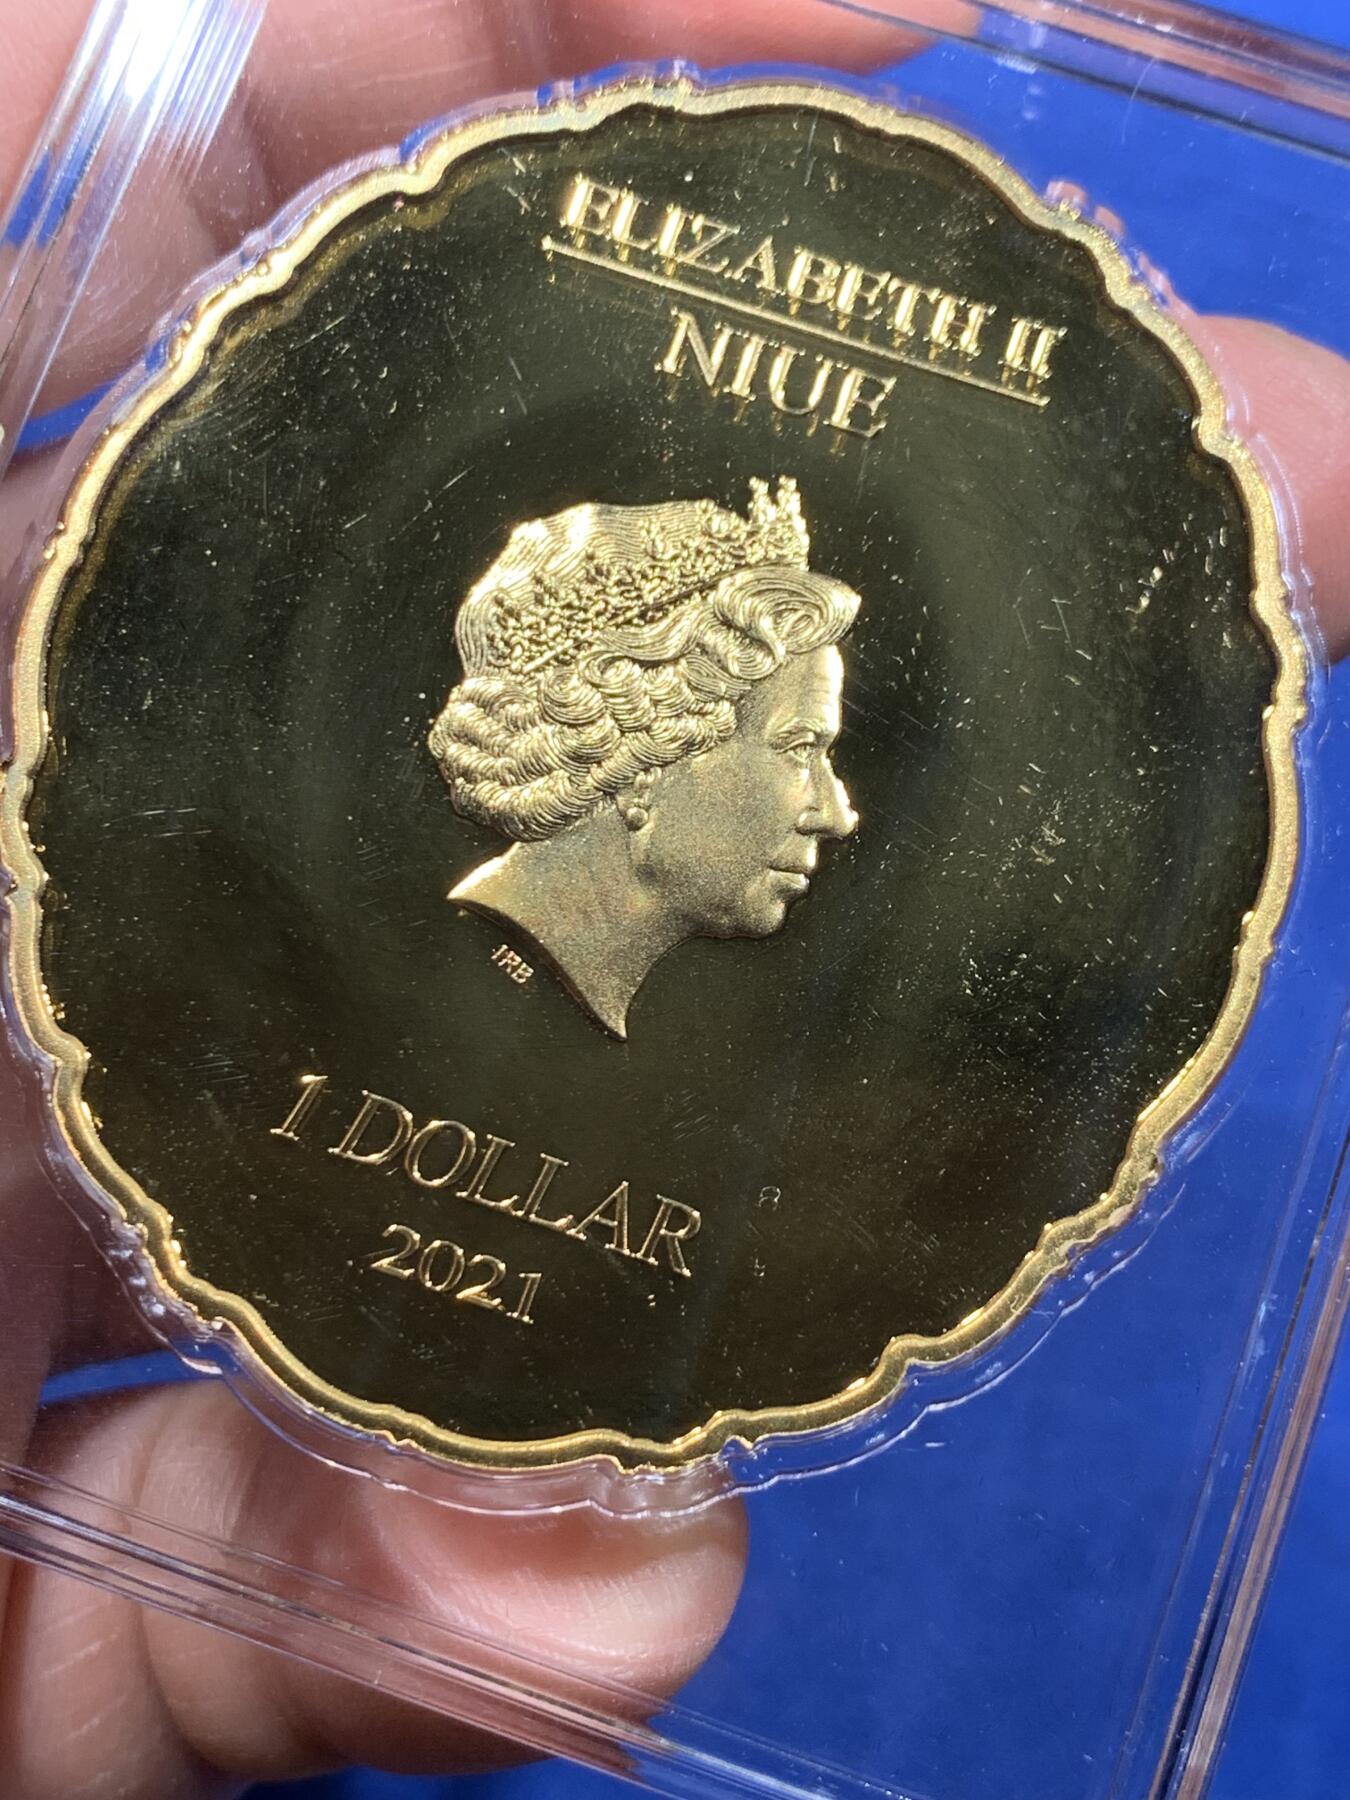 ELIZABETH II
NIUE
IRB
1 DOLLAR
2021